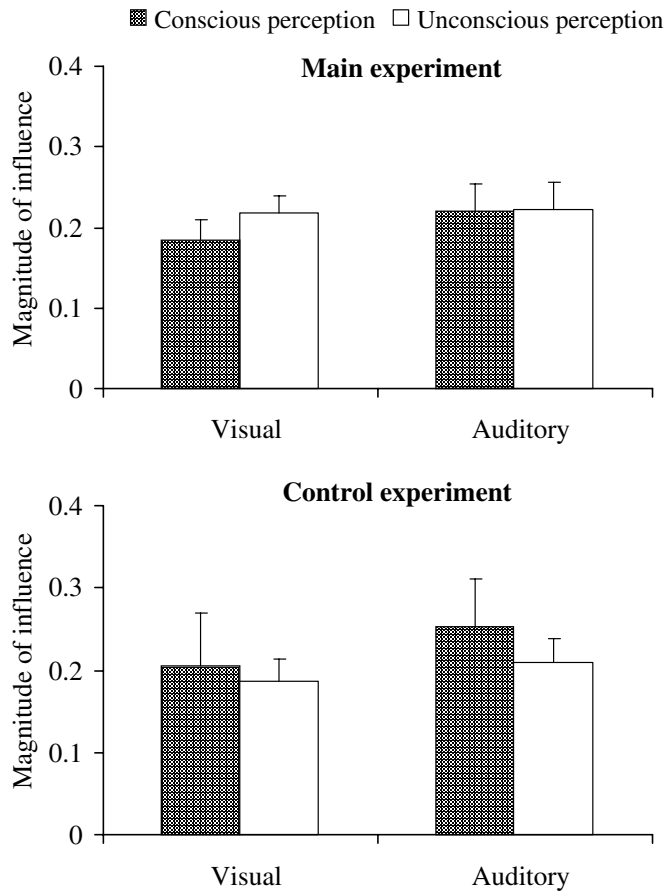 Conscious perception Unconscious perception
Main experiment
Magnitude of influence
0.4
0.3
0.2
0.1
0
Visual Auditory
Control experiment
Magnitude of influence
0.4
0.3
0.2
0.1
0
Visual Auditory